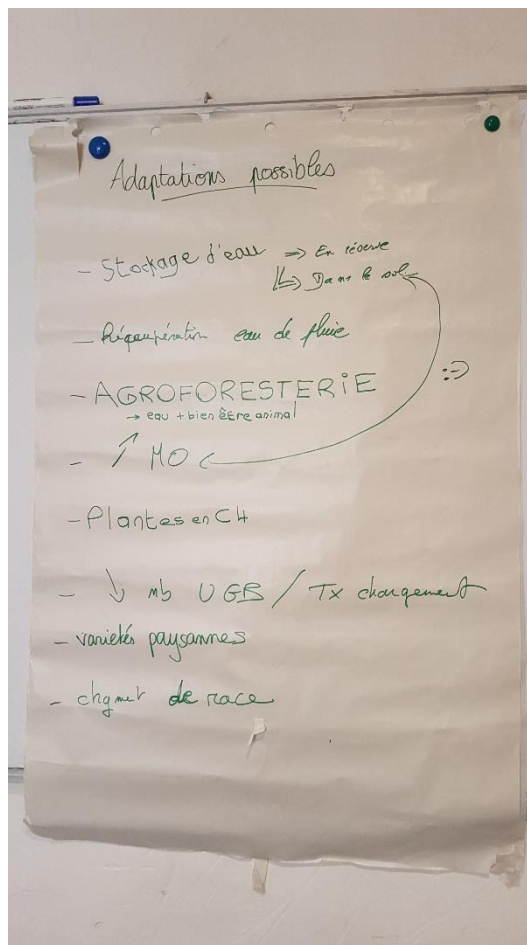 Adaptations possibles
- Stockage d'eau => En réserve
↳ Dans le sol
- Récupération eau de pluie
- AGROFORESTERIE
→ eau + bien être animal
- ↗ MO
:-)
- Plantes en C4
- ↘ nb UGB / Tx chargement
- variétés paysannes
- chgmet de race